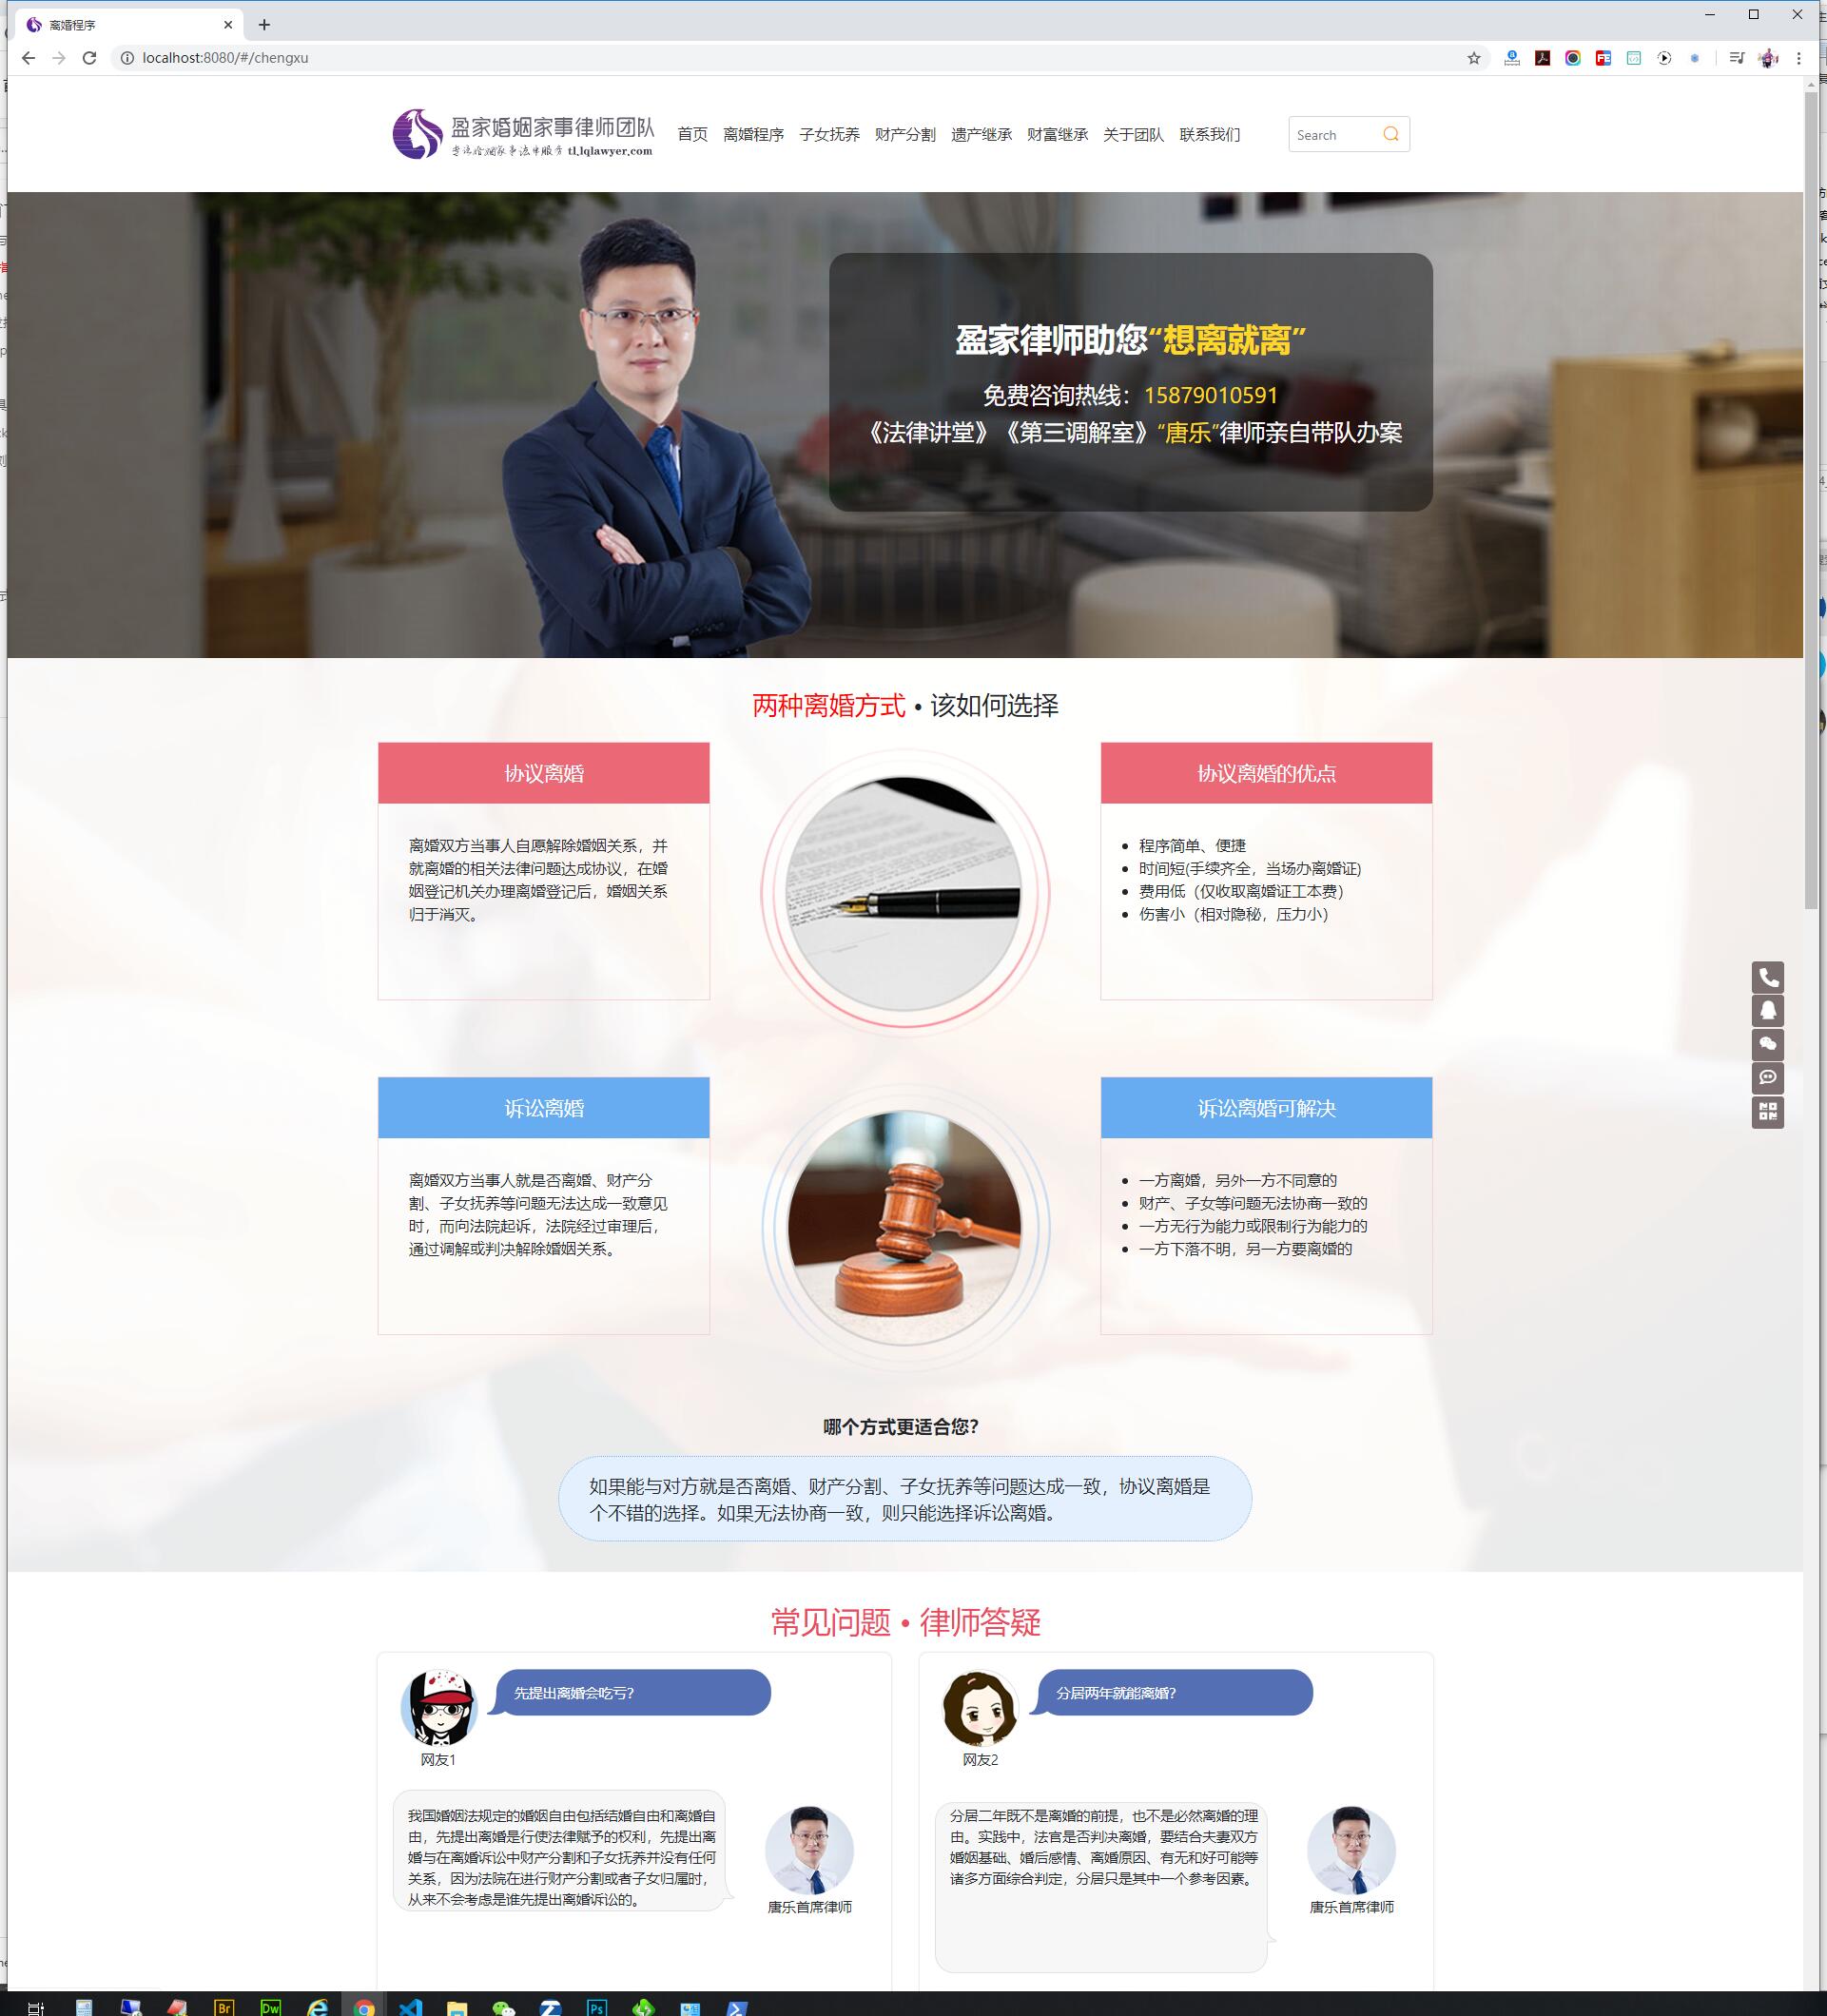 离婚程序
localhost:8080/#/chengxu
盈家婚姻家事律师团队
tl.lqlawyer.com
首页 离婚程序 子女抚养 财产分割 遗产继承 财富继承 关于团队 联系我们
Search
盈家律师助您“想离就离”
免费咨询热线：15879010591
《法律讲堂》《第三调解室》“唐乐”律师亲自带队办案
两种离婚方式 • 该如何选择
协议离婚
离婚双方当事人自愿解除婚姻关系，并
就离婚的相关法律问题达成协议，在婚
姻登记机关办理离婚登记后，婚姻关系
归于消灭。
协议离婚的优点
程序简单、便捷
时间短(手续齐全，当场办离婚证)
费用低（仅收取离婚证工本费）
伤害小（相对隐秘，压力小）
诉讼离婚
离婚双方当事人就是否离婚、财产分
割、子女抚养等问题无法达成一致意见
时，而向法院起诉，法院经过审理后，
通过调解或判决解除婚姻关系。
诉讼离婚可解决
一方离婚，另外一方不同意的
财产、子女等问题无法协商一致的
一方无行为能力或限制行为能力的
一方下落不明，另一方要离婚的
哪个方式更适合您？
如果能与对方就是否离婚、财产分割、子女抚养等问题达成一致，协议离婚是
个不错的选择。如果无法协商一致，则只能选择诉讼离婚。
常见问题 • 律师答疑
先提出离婚会吃亏？
网友1
我国婚姻法规定的婚姻自由包括结婚自由和离婚自
由，先提出离婚是行使法律赋予的权利，先提出离
婚与在离婚诉讼中财产分割和子女抚养并没有任何
关系，因为法院在进行财产分割或者子女归属时，
从来不会考虑是谁先提出离婚诉讼的。
唐乐首席律师
分居两年就能离婚？
网友2
分居二年既不是离婚的前提，也不是必然离婚的理
由。实践中，法官是否判决离婚，要结合夫妻双方
婚姻基础、婚后感情、离婚原因、有无和好可能等
诸多方面综合判定，分居只是其中一个参考因素。
唐乐首席律师
Br Dw Ps